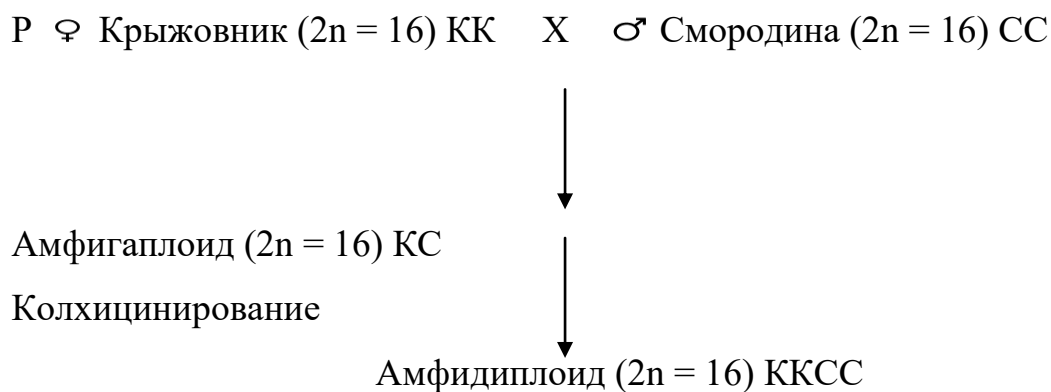 Р ♀ Крыжовник (2n = 16) КК X ♂ Смородина (2n = 16) СС
Амфигаплоид (2n = 16) КС
Колхицинирование
Амфидиплоид (2n = 16) ККСС